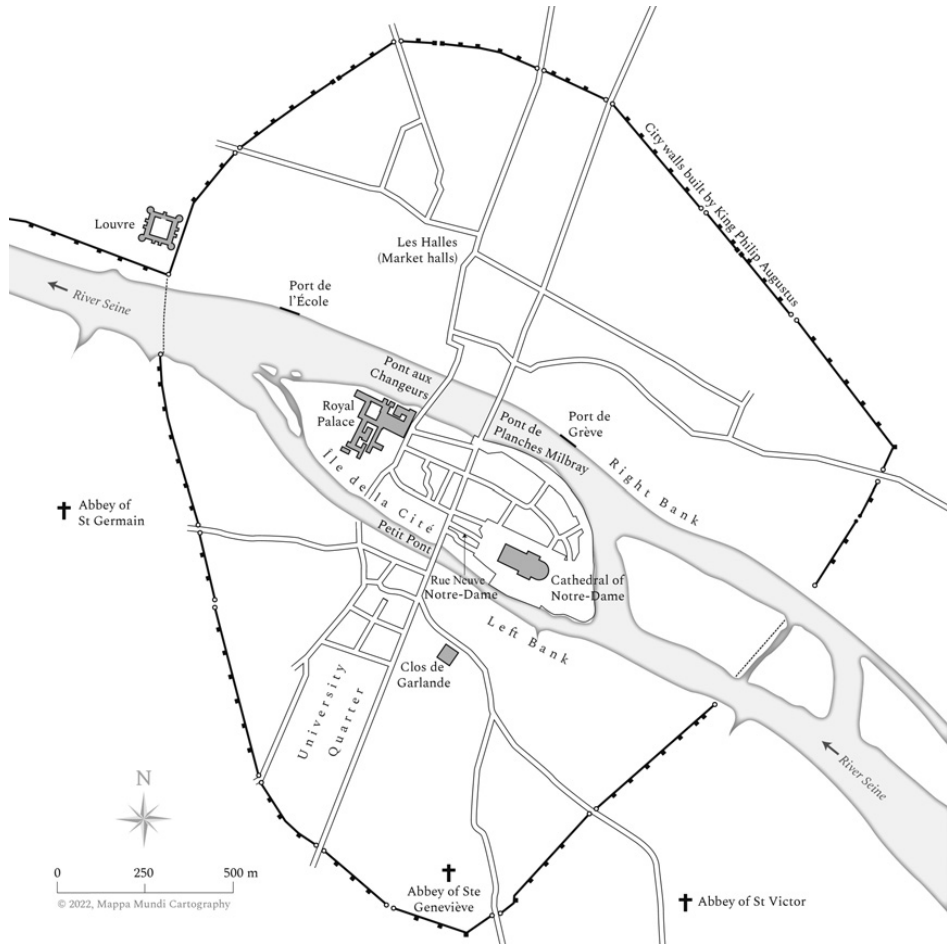 City walls built by King Philip Augustus
Louvre
Les Halles
(Market halls)
River Seine
Port de
l'École
Pont aux
Changeurs
Royal
Palace
Pont de
Planches Milbray
Port de
Grève
Right Bank
Île de la Cité
Abbey of
St Germain
Petit Pont
Rue Neuve
Notre-Dame
Cathedral of
Notre-Dame
Left Bank
Clos de
Garlande
University
Quarter
River Seine
N
0 250 500 m
© 2022, Mappa Mundi Cartography
Abbey of Ste
Geneviève
Abbey of St Victor